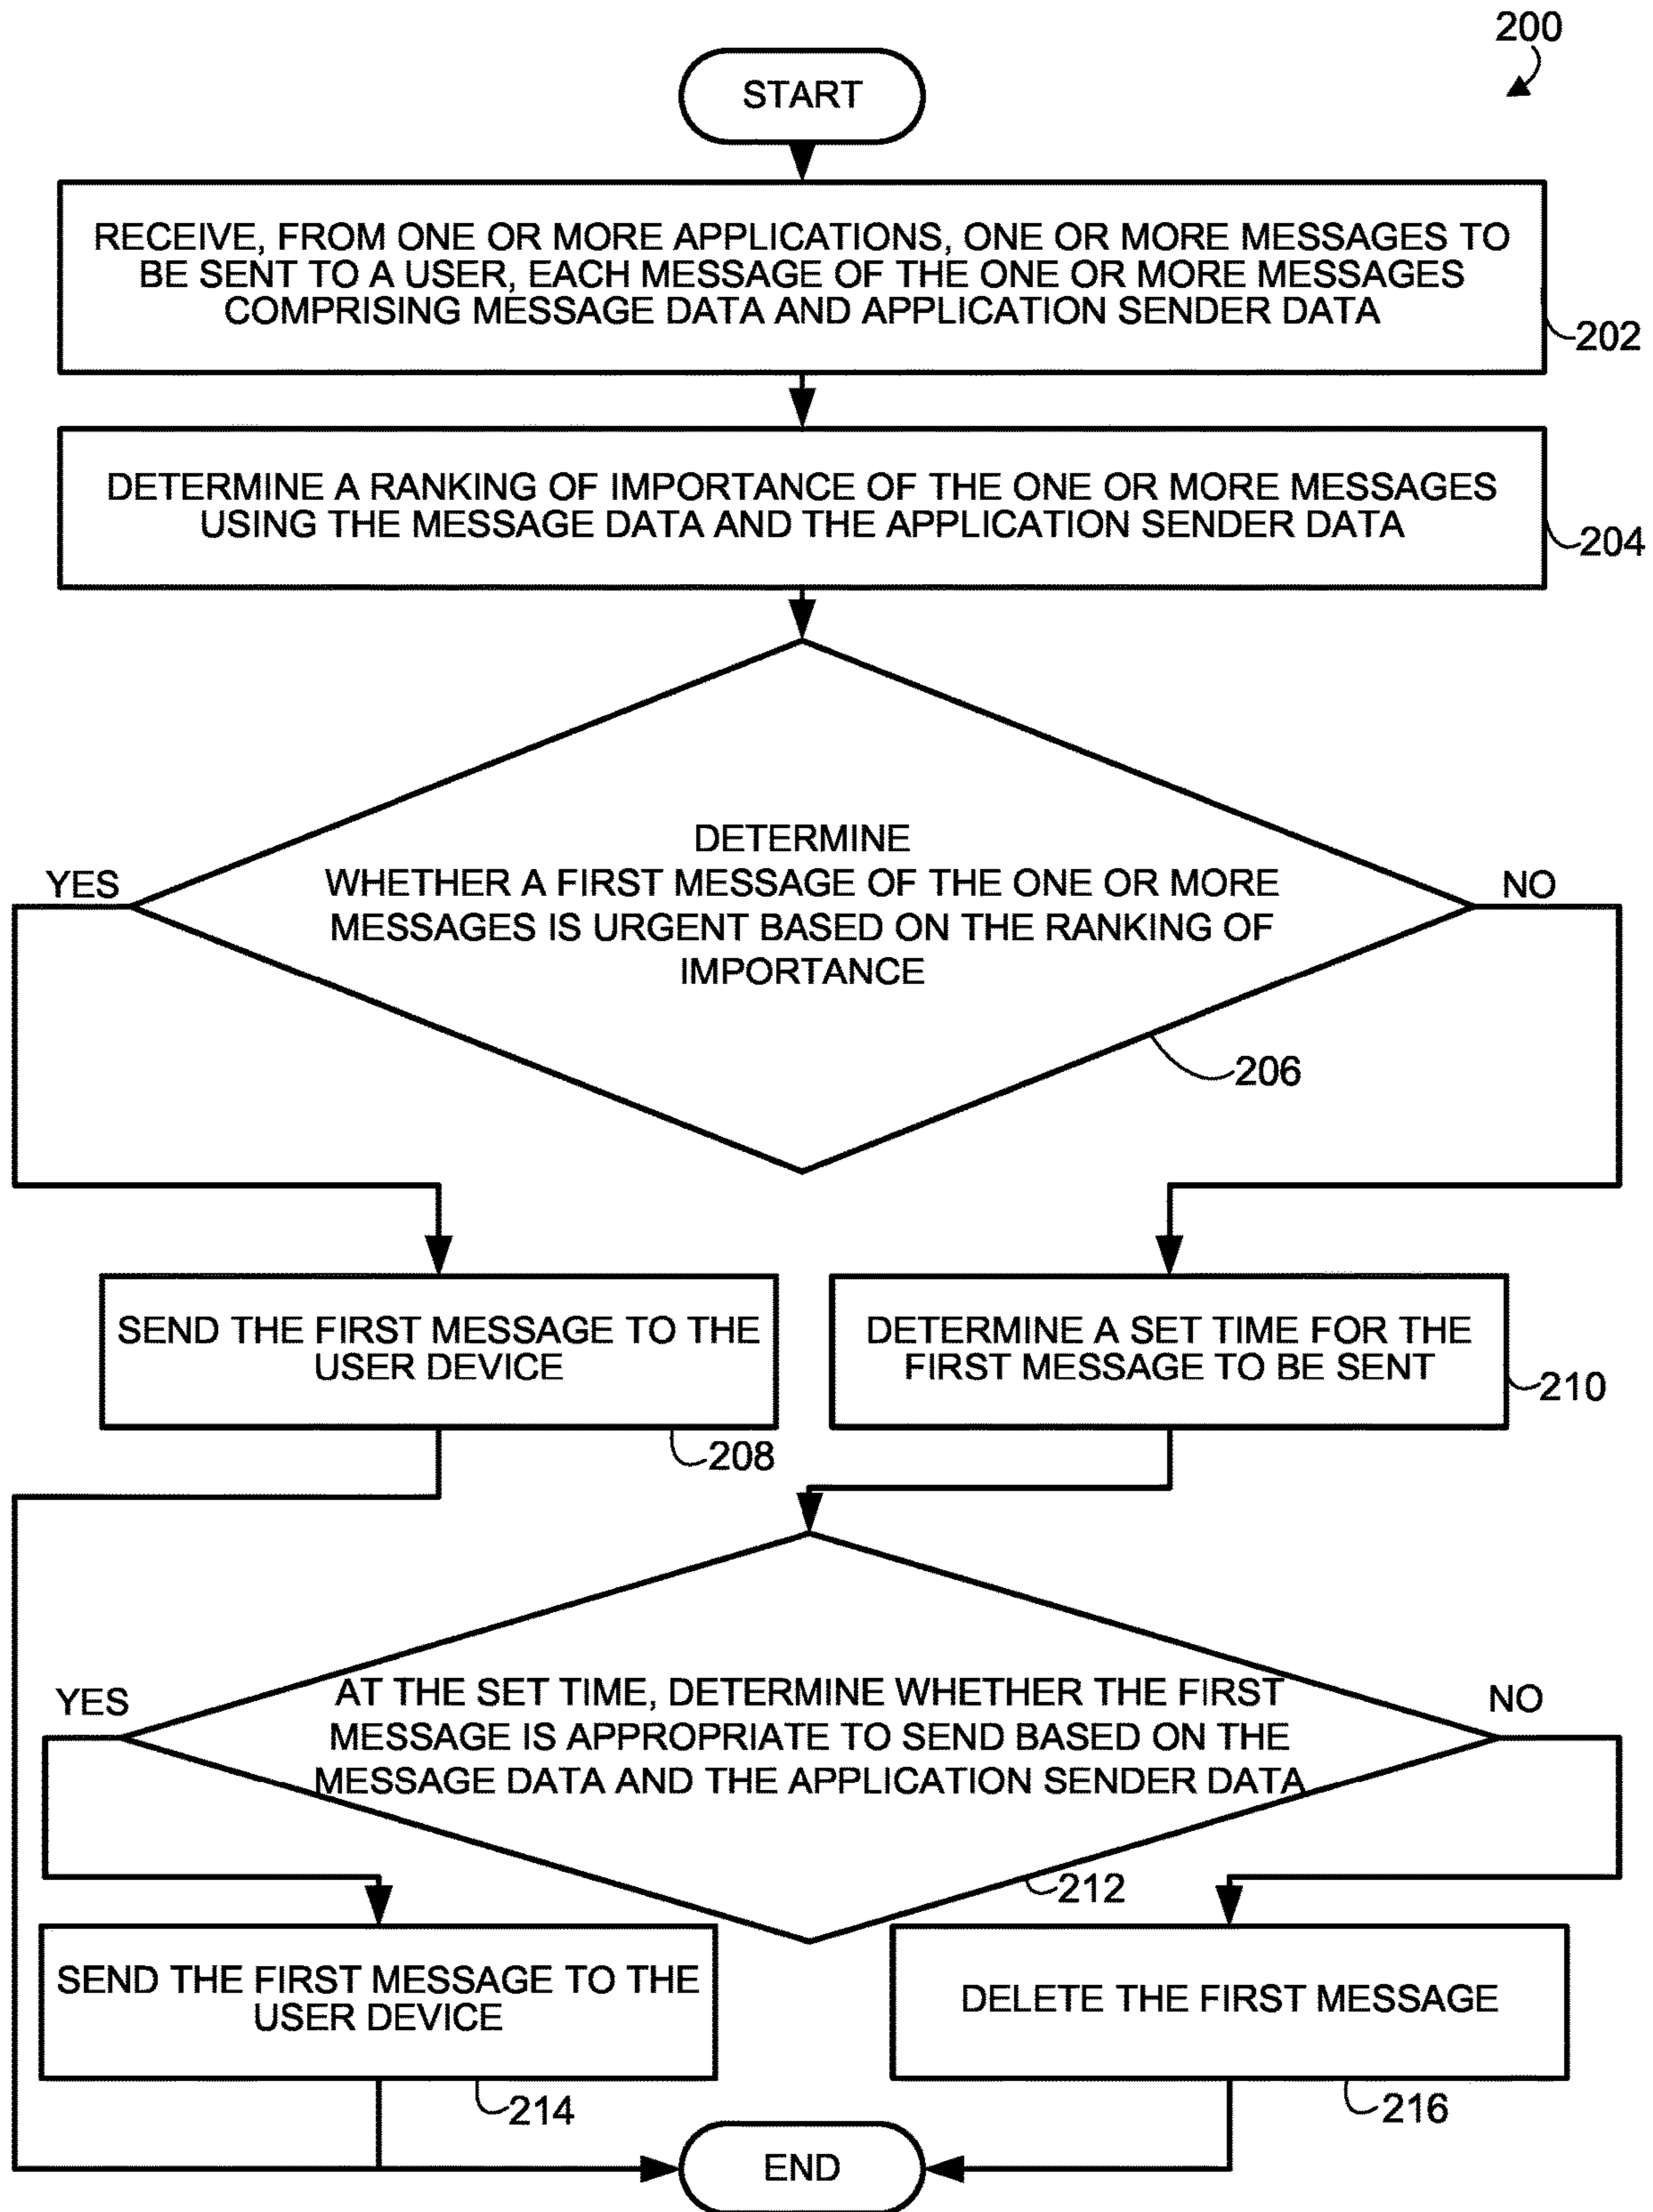 200
START
RECEIVE, FROM ONE OR MORE APPLICATIONS, ONE OR MORE MESSAGES TO
BE SENT TO A USER, EACH MESSAGE OF THE ONE OR MORE MESSAGES
COMPRISING MESSAGE DATA AND APPLICATION SENDER DATA
202
DETERMINE A RANKING OF IMPORTANCE OF THE ONE OR MORE MESSAGES
USING THE MESSAGE DATA AND THE APPLICATION SENDER DATA
204
DETERMINE
WHETHER A FIRST MESSAGE OF THE ONE OR MORE
MESSAGES IS URGENT BASED ON THE RANKING OF
IMPORTANCE
YES
NO
206
SEND THE FIRST MESSAGE TO THE
USER DEVICE
208
DETERMINE A SET TIME FOR THE
FIRST MESSAGE TO BE SENT
210
AT THE SET TIME, DETERMINE WHETHER THE FIRST
MESSAGE IS APPROPRIATE TO SEND BASED ON THE
MESSAGE DATA AND THE APPLICATION SENDER DATA
YES
NO
212
SEND THE FIRST MESSAGE TO THE
USER DEVICE
214
DELETE THE FIRST MESSAGE
216
END